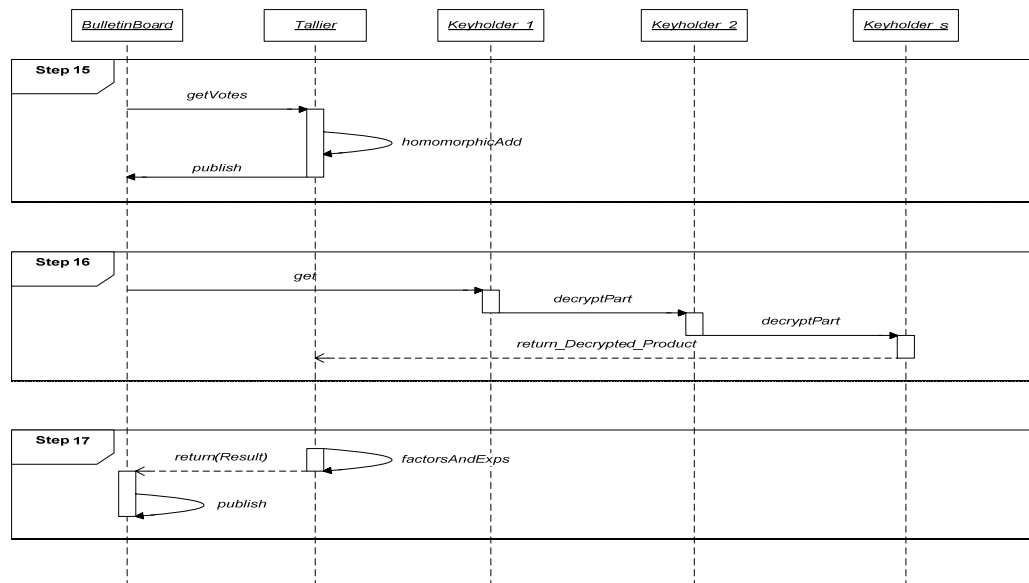 BulletinBoard
Tallier
Keyholder_1
Keyholder_2
Keyholder_s
Step 15
getVotes
homomorphicAdd
publish
Step 16
get
decryptPart
decryptPart
return_Decrypted_Product
Step 17
return(Result)
factorsAndExps
publish